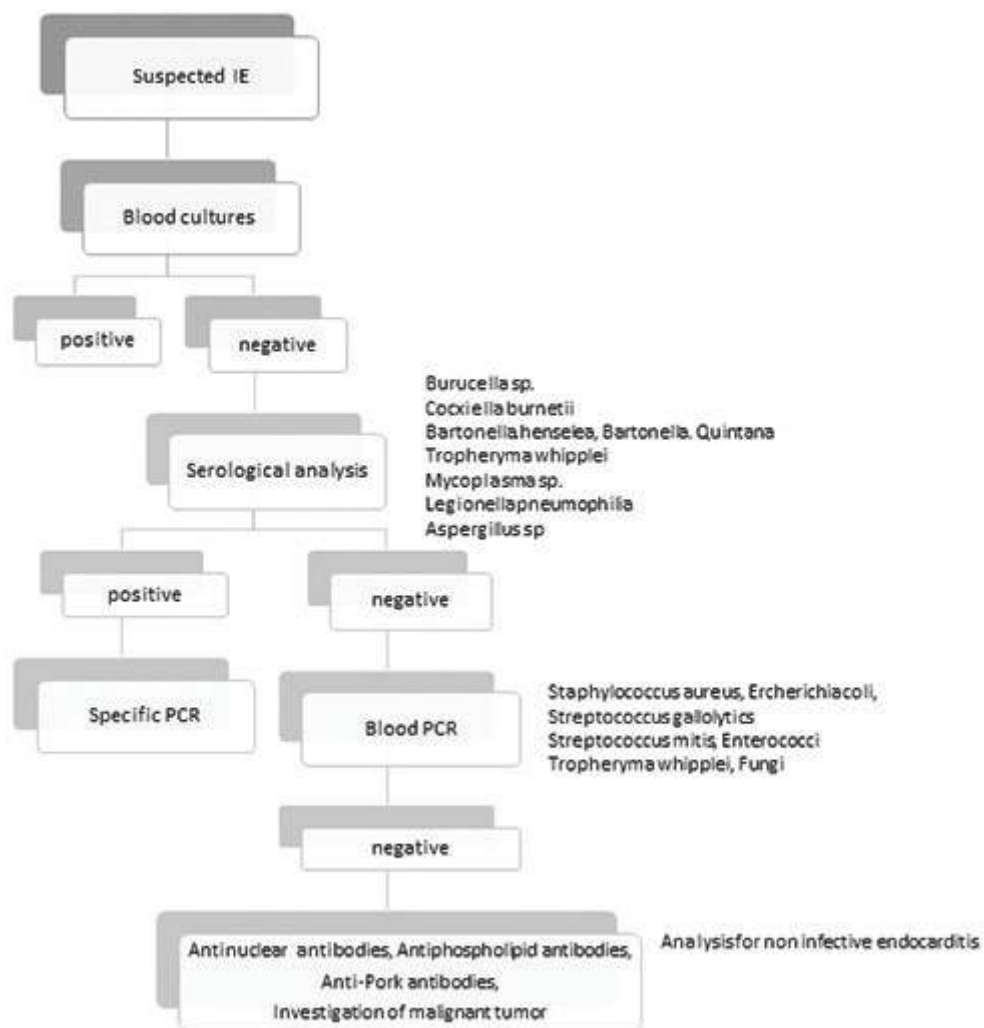 Suspected IE
Blood cultures
positive
negative
Burucella sp.
Cocxiella burnetii
Bartonella.henselea, Bartonella. Quintana
Tropheryma whipplei
Mycoplasma sp.
Legionella pneumophilia
Aspergillus sp
Serological analysis
positive
negative
Specific PCR
Blood PCR
Staphylococcus aureus, Ercherichia coli,
Streptococcus gallolytics
Streptococcus mitis, Enterococci
Tropheryma whipplei, Fungi
negative
Antinuclear antibodies, Antiphospholipid antibodies,
Anti-Pork antibodies,
Investigation of malignant tumor
Analysis for non infective endocarditis